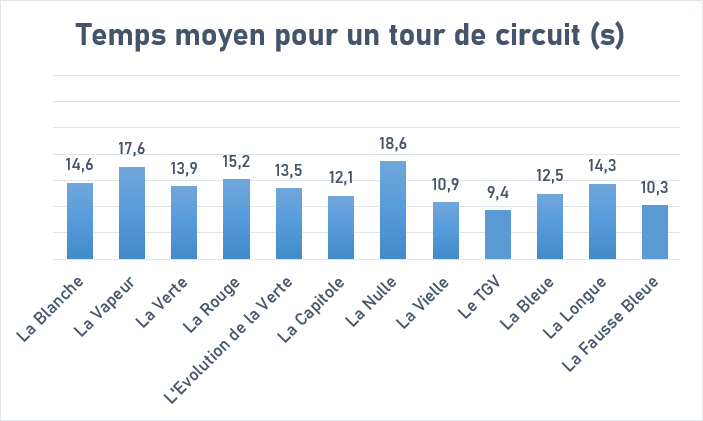 Temps moyen pour un tour de circuit (s)
14,6
17,6
13,9
15,2
13,5
12,1
18,6
10,9
9,4
12,5
14,3
10,3
La Blanche
La Vapeur
La Verte
La Rouge
L'Evolution de la Verte
La Capitole
La Nulle
La Vielle
Le TGV
La Bleue
La Longue
La Fausse Bleue